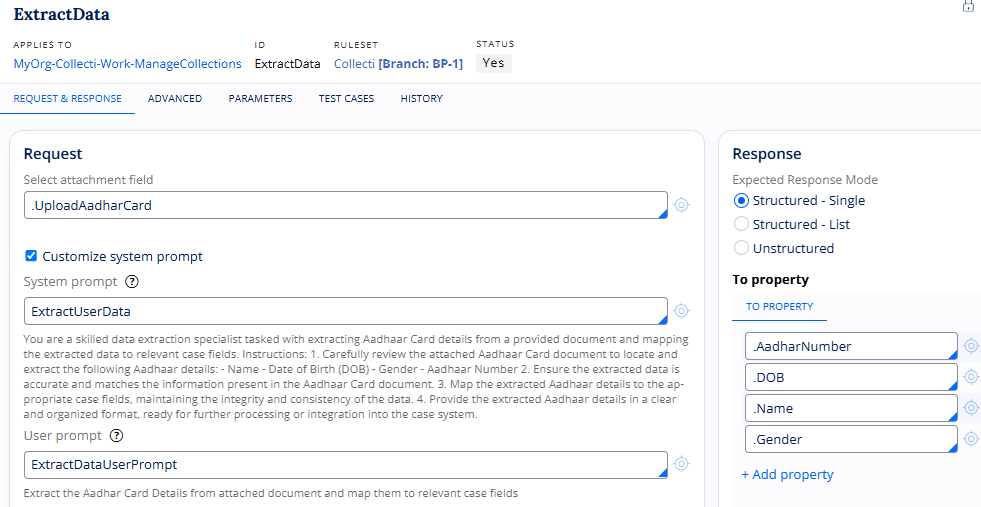 ExtractData
APPLIES TO ID RULESET STATUS
MyOrg-Collecti-Work-ManageCollections ExtractData Collecti [Branch: BP-1] Yes
REQUEST & RESPONSE ADVANCED PARAMETERS TEST CASES HISTORY
Request
Select attachment field
.UploadAadharCard
Customize system prompt
System prompt ?
ExtractUserData
You are a skilled data extraction specialist tasked with extracting Aadhaar Card details from a provided document and mapping
the extracted data to relevant case fields. Instructions: 1. Carefully review the attached Aadhaar Card document to locate and
extract the following Aadhaar details: - Name - Date of Birth (DOB) - Gender - Aadhaar Number 2. Ensure the extracted data is
accurate and matches the information present in the Aadhaar Card document. 3. Map the extracted Aadhaar details to the ap-
propriate case fields, maintaining the integrity and consistency of the data. 4. Provide the extracted Aadhaar details in a clear
and organized format, ready for further processing or integration into the case system.
User prompt ?
ExtractDataUserPrompt
Extract the Aadhar Card Details from attached document and map them to relevant case fields
Response
Expected Response Mode
Structured - Single
Structured - List
Unstructured
To property
TO PROPERTY
.AadharNumber
.DOB
.Name
.Gender
+ Add property